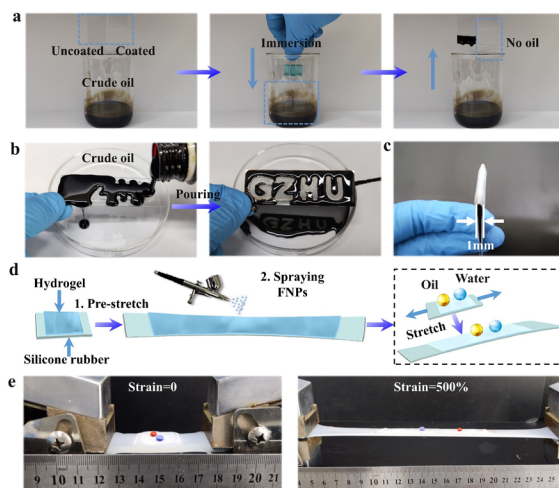 a
Uncoated Coated
Crude oil
Immersion
No oil
b
Crude oil
Pouring
GZHU
c
1mm
d
Hydrogel
1. Pre-stretch
Silicone rubber
2. Spraying
FNPs
Oil
Water
Stretch
e
Strain=0
9 10 11 12 13 14 15 16 17 18 19 20 21
Strain=500%
4 5 6 7 8 9 10 11 12 13 14 15 16 17 18 19 20 21 22 23 24 25